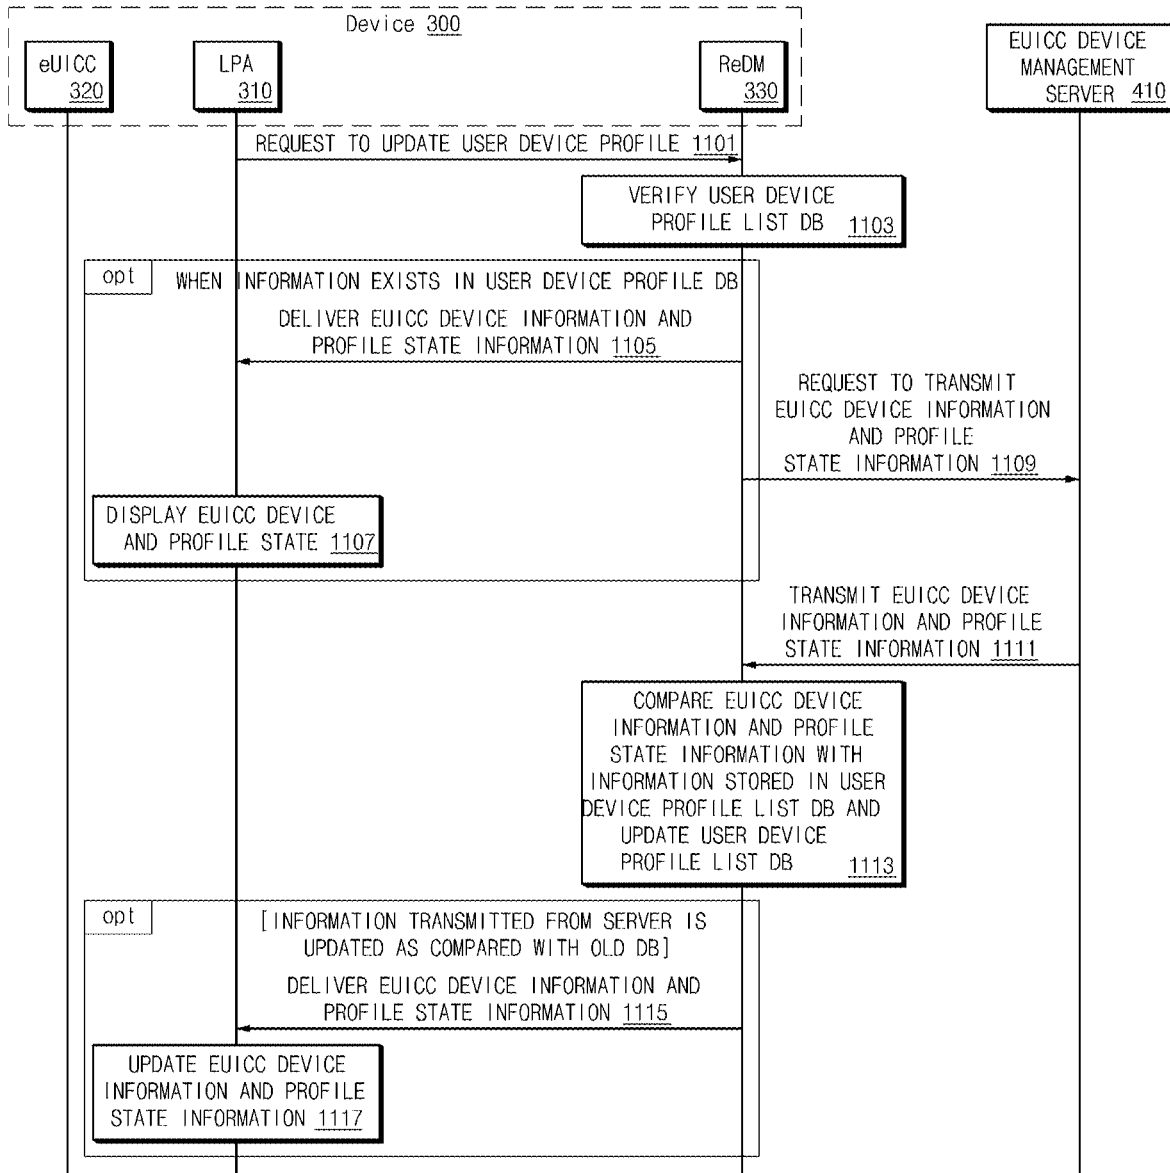 Device 300
eUICC
320
LPA
310
ReDM
330
EUICC DEVICE
MANAGEMENT
SERVER 410
REQUEST TO UPDATE USER DEVICE PROFILE 1101
VERIFY USER DEVICE
PROFILE LIST DB 1103
opt
WHEN INFORMATION EXISTS IN USER DEVICE PROFILE DB
DELIVER EUICC DEVICE INFORMATION AND
PROFILE STATE INFORMATION 1105
REQUEST TO TRANSMIT
EUICC DEVICE INFORMATION
AND PROFILE
STATE INFORMATION 1109
DISPLAY EUICC DEVICE
AND PROFILE STATE 1107
TRANSMIT EUICC DEVICE
INFORMATION AND PROFILE
STATE INFORMATION 1111
COMPARE EUICC DEVICE
INFORMATION AND PROFILE
STATE INFORMATION WITH
INFORMATION STORED IN USER
DEVICE PROFILE LIST DB AND
UPDATE USER DEVICE
PROFILE LIST DB 1113
opt
[INFORMATION TRANSMITTED FROM SERVER IS
UPDATED AS COMPARED WITH OLD DB]
DELIVER EUICC DEVICE INFORMATION AND
PROFILE STATE INFORMATION 1115
UPDATE EUICC DEVICE
INFORMATION AND PROFILE
STATE INFORMATION 1117